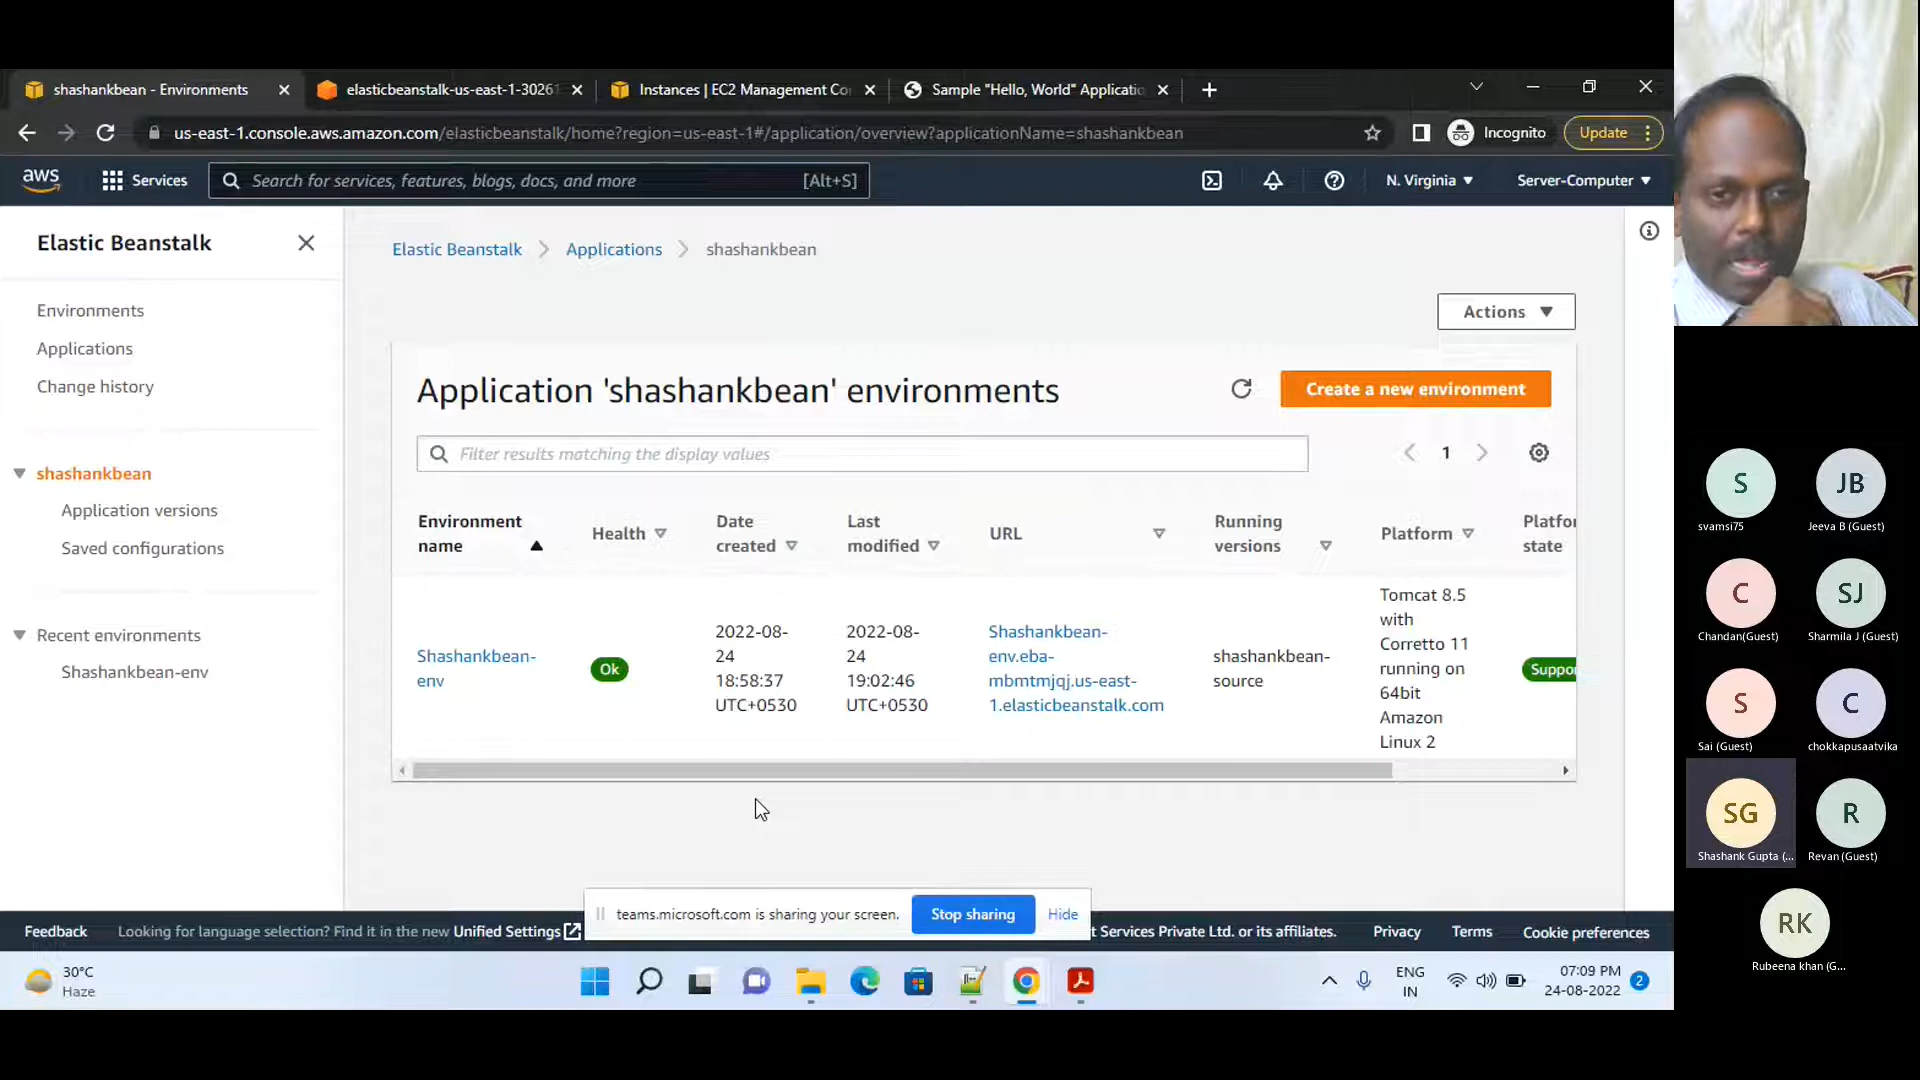 shashankbean - Environments
elasticbeanstalk-us-east-1-30261
Instances | EC2 Management Co
Sample "Hello, World" Applicatio
us-east-1.console.aws.amazon.com/elasticbeanstalk/home?region=us-east-1#/application/overview?applicationName=shashankbean
Incognito
Update
aws
Services
Search for services, features, blogs, docs, and more
[Alt+S]
N. Virginia
Server-Computer
Elastic Beanstalk
Environments
Applications
Change history
shashankbean
Application versions
Saved configurations
Recent environments
Shashankbean-env
Elastic Beanstalk
Applications
shashankbean
Actions
Application 'shashankbean' environments
Create a new environment
Filter results matching the display values
1
Environment
name
Health
Date
created
Last
modified
URL
Running
versions
Platform
Platfor
state
Shashankbean-
env
Ok
2022-08-
24
18:58:37
UTC+0530
2022-08-
24
19:02:46
UTC+0530
Shashankbean-
env.eba-
mbmtmjqj.us-east-
1.elasticbeanstalk.com
shashankbean-
source
Tomcat 8.5
with
Corretto 11
running on
64bit
Amazon
Linux 2
Suppor
teams.microsoft.com is sharing your screen.
Stop sharing
Hide
Feedback
Looking for language selection? Find it in the new Unified Settings
t Services Private Ltd. or its affiliates.
Privacy
Terms
Cookie preferences
30°C
Haze
ENG
IN
07:09 PM
24-08-2022
2
S
svamsi75
JB
Jeeva B (Guest)
C
Chandan(Guest)
SJ
Sharmila J (Guest)
S
Sai (Guest)
C
chokkapusaatvika
SG
Shashank Gupta (...
R
Revan (Guest)
RK
Rubeena khan (G...